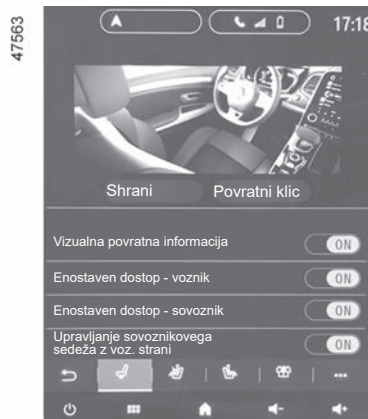 47563
17:18
Shrani Povratni klic
Vizualna povratna informacija
ON
Enostaven dostop - voznik
ON
Enostaven dostop - sovoznik
ON
Upravljanje sovoznikovega
sedeža z voz. strani
ON